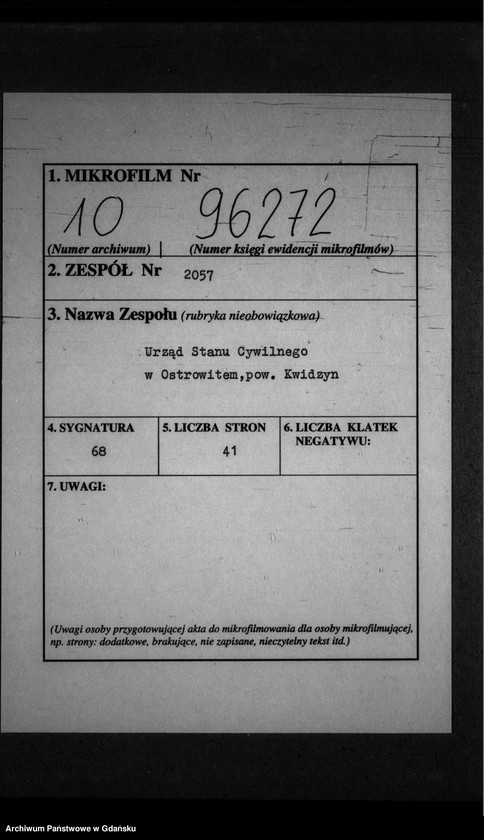 1. MIKROFILM Nr
10 96272
(Numer archiwum) (Numer księgi ewidencji mikrofilmów)
2. ZESPÓŁ Nr 2057
3. Nazwa Zespołu (rubryka nieobowiązkowa)
Urząd Stanu Cywilnego
w Ostrowitem,pow. Kwidzyn
4. SYGNATURA 5. LICZBA STRON 6. LICZBA KLATEK
NEGATYWU:
68 41
7. UWAGI:
(Uwagi osoby przygotowującej akta do mikrofilmowania dla osoby mikrofilmującej,
np. strony: dodatkowe, brakujące, nie zapisane, nieczytelny tekst itd.)
Archiwum Państwowe w Gdańsku